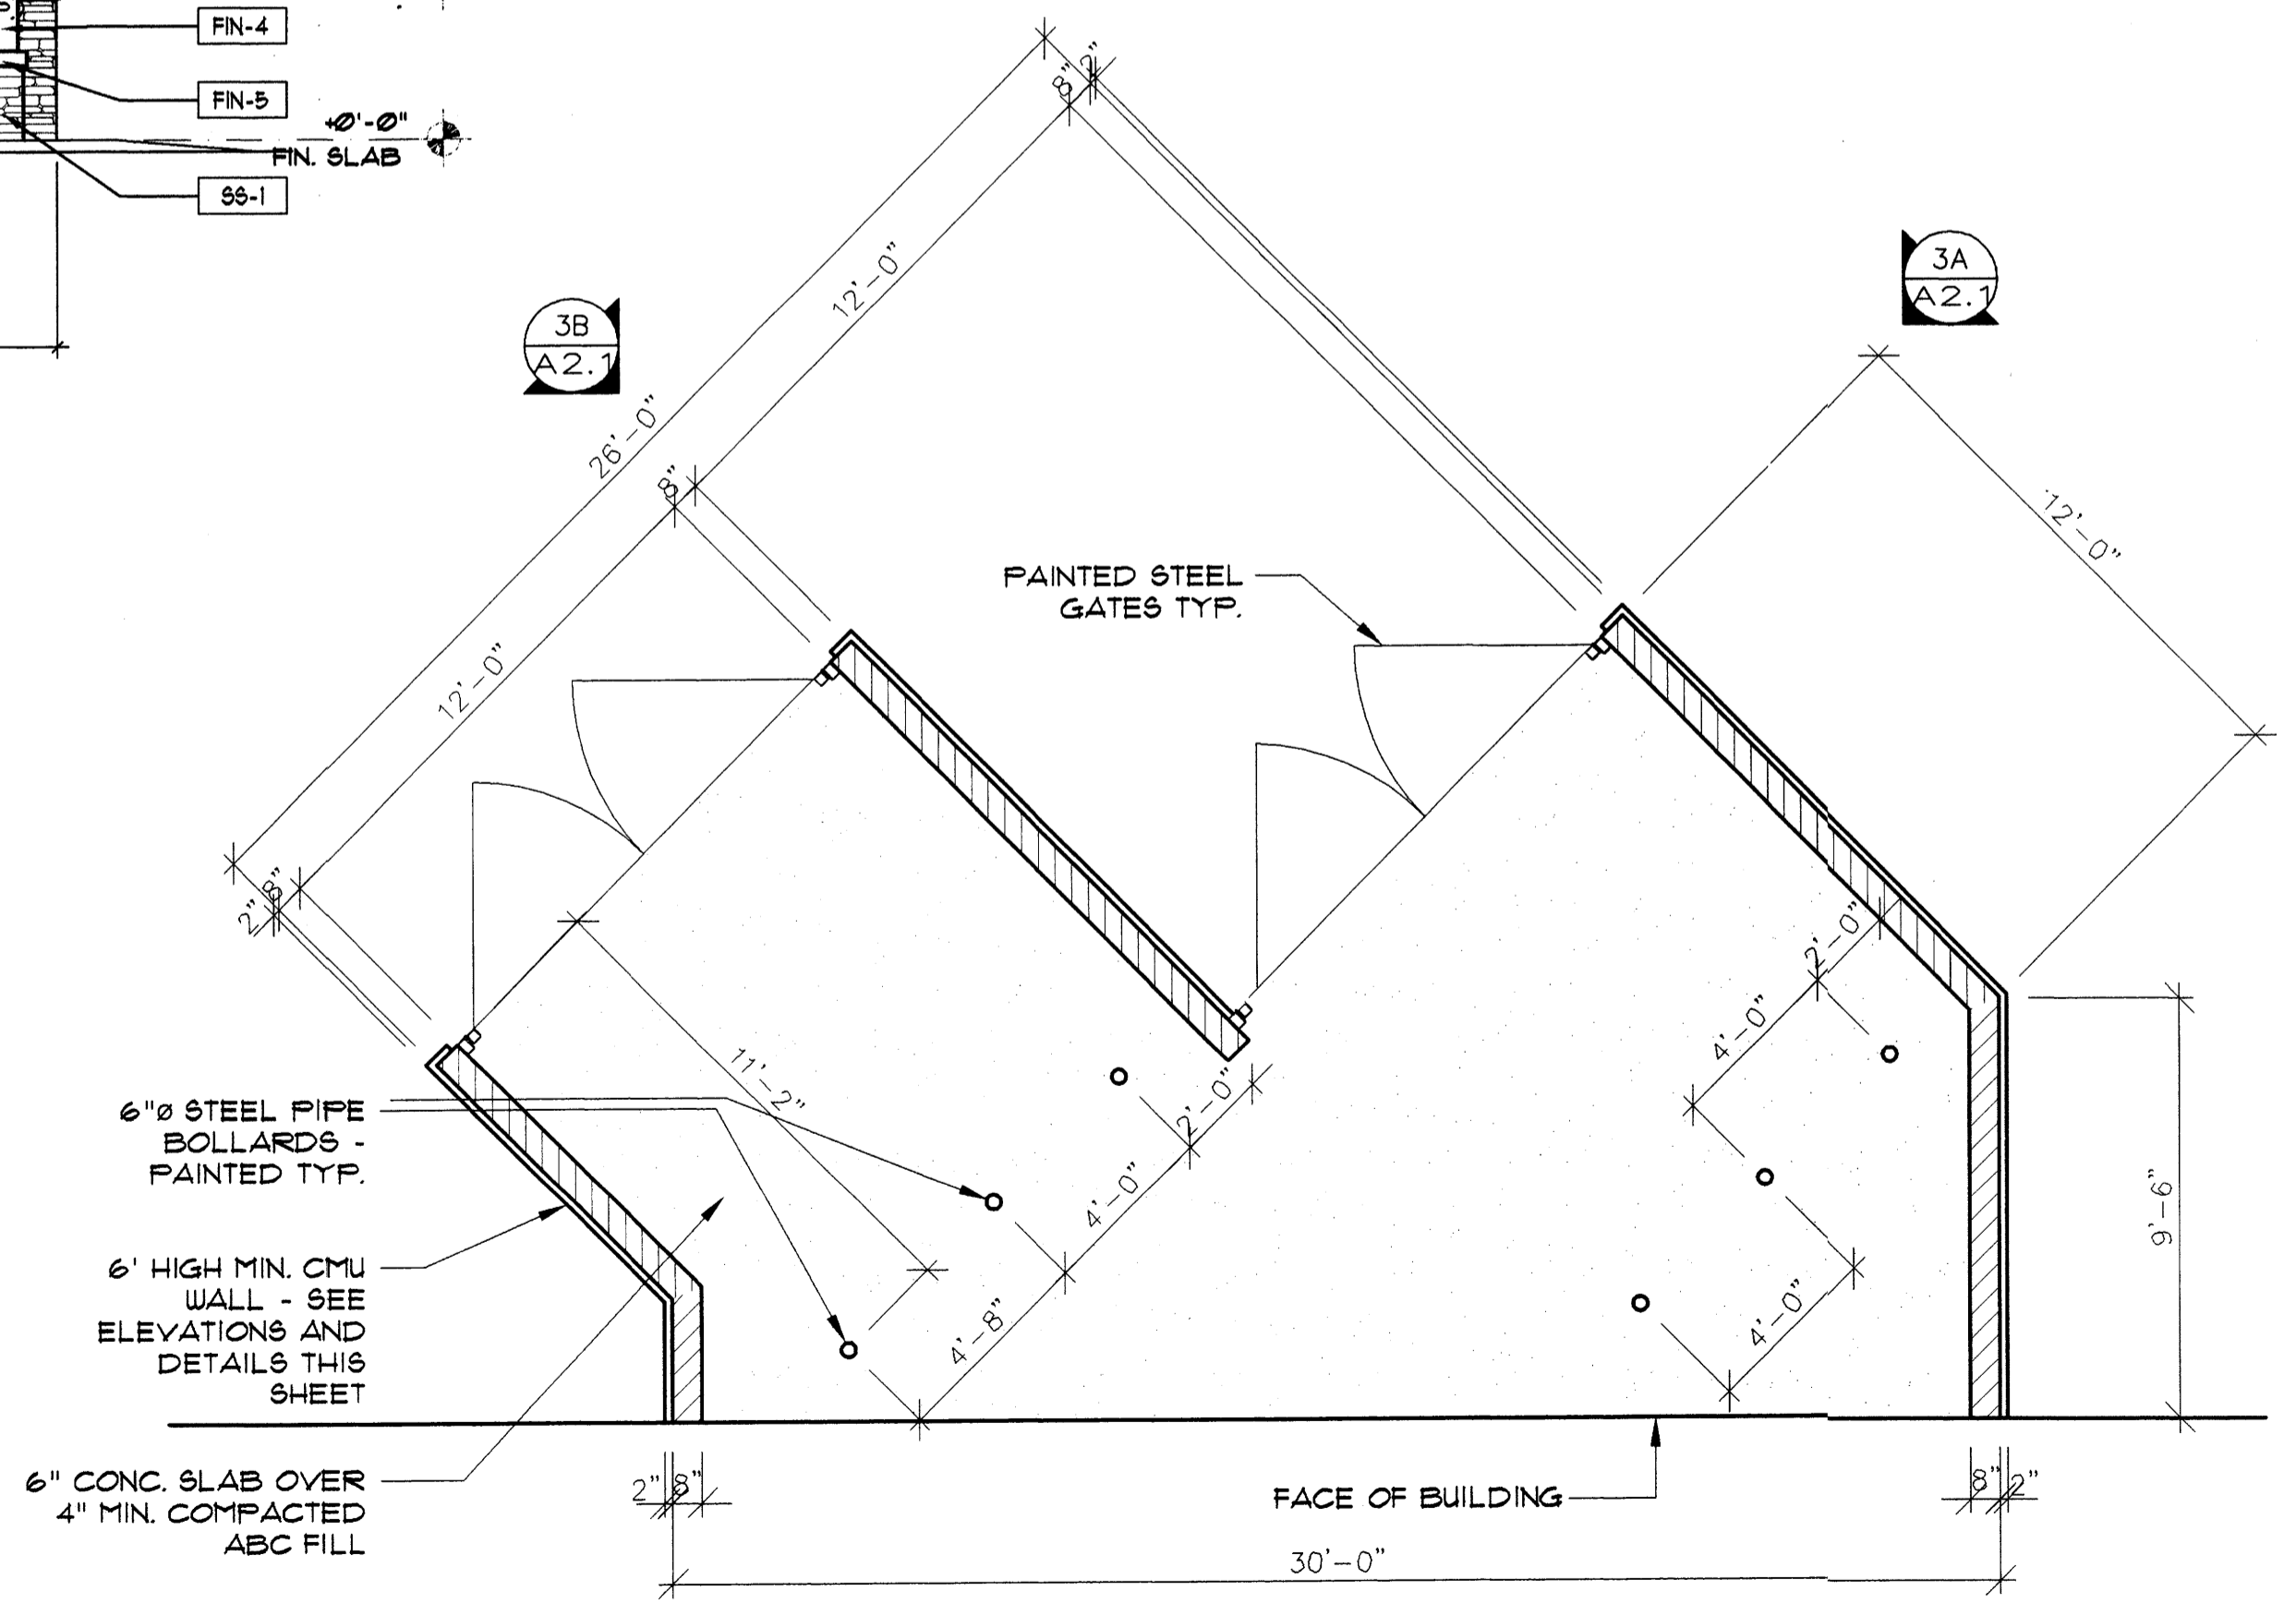 FIN-4
FIN-5
+0'-0"
FIN. SLAB
SS-1
8"
2"
12'-0"
3A
A2.1
3B
A2.1
26'-0"
8"
12'-0"
PAINTED STEEL
GATES TYP.
12'-0"
8"
2"
2'-0"
4'-0"
11'-2"
2'-0"
6"Ø STEEL PIPE
BOLLARDS -
PAINTED TYP.
4'-0"
9'-6"
6' HIGH MIN. CMU
WALL - SEE
ELEVATIONS AND
DETAILS THIS
SHEET
4'-8"
4'-0"
6" CONC. SLAB OVER
4" MIN. COMPACTED
ABC FILL
2"
8"
FACE OF BUILDING
8"
2"
30'-0"